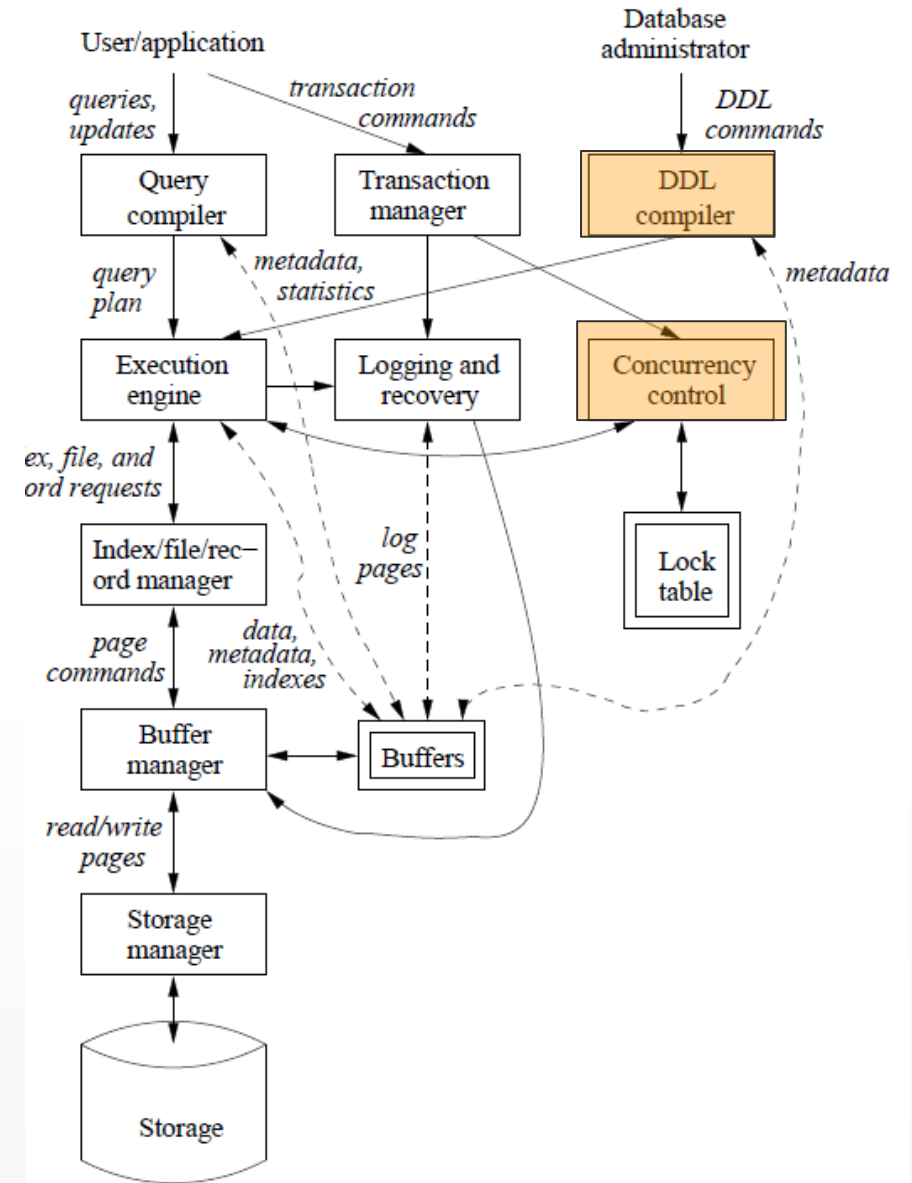 User/application
Database
administrator
queries,
updates
transaction
commands
DDL
commands
Query
compiler
Transaction
manager
DDL
compiler
query
plan
metadata,
statistics
metadata
Execution
engine
Logging and
recovery
Concurrency
control
ex, file, and
ord requests
Index/file/rec–
ord manager
log
pages
Lock
table
page
commands
data,
metadata,
indexes
Buffer
manager
Buffers
read/write
pages
Storage
manager
Storage